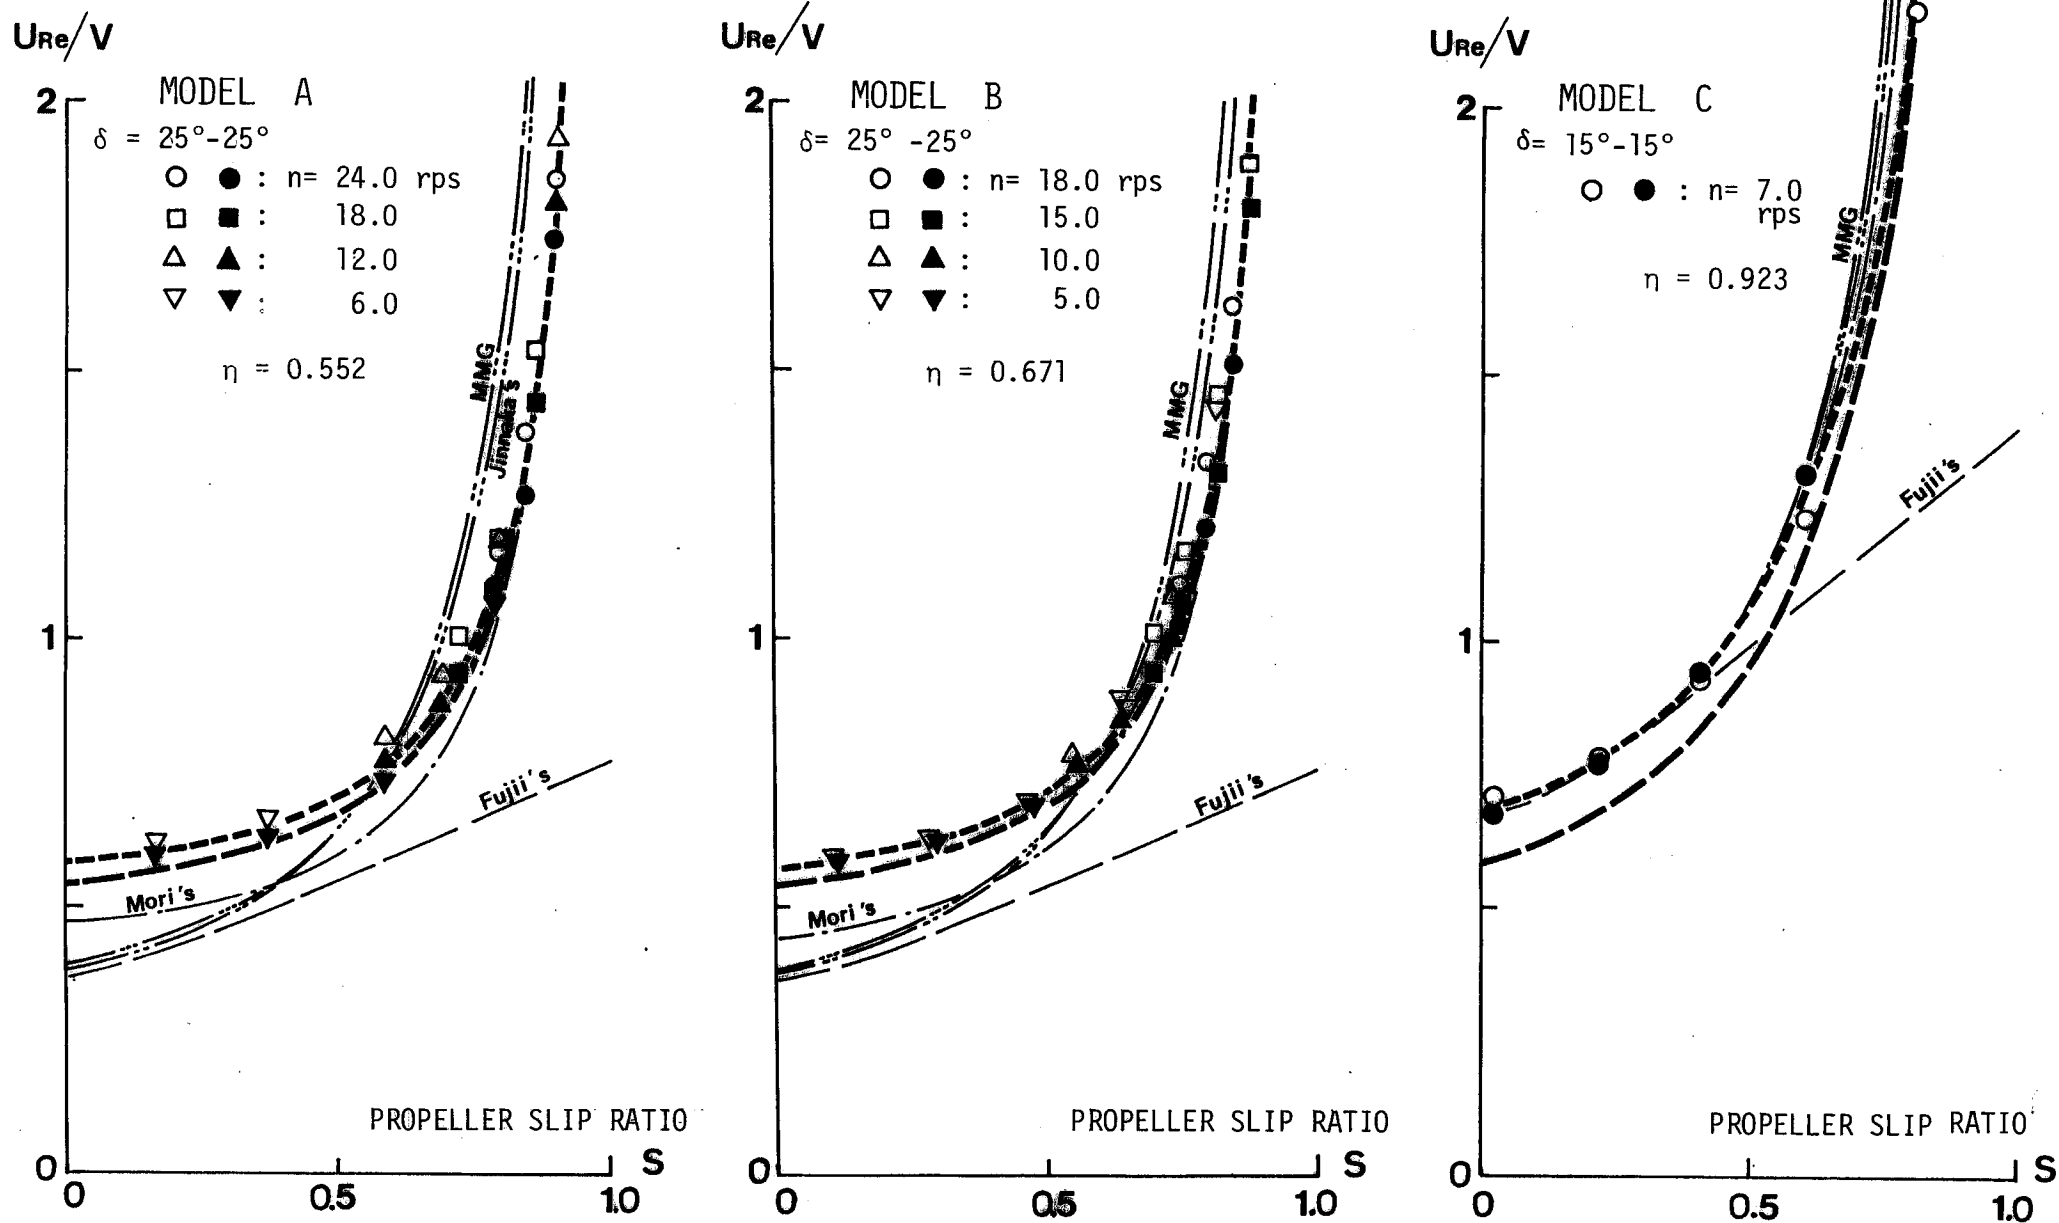 URe/V
MODEL A
2
δ = 25°-25°
○ ● : n= 24.0 rps
□ ■ : 18.0
△ ▲ : 12.0
▽ ▼ : 6.0
η = 0.552
MMG
Jinnaka's
1
Fujii's
Mori's
PROPELLER SLIP RATIO
0
S
0
0.5
1.0
URe/V
MODEL B
2
δ= 25° -25°
○ ● : n= 18.0 rps
□ ■ : 15.0
△ ▲ : 10.0
▽ ▼ : 5.0
η = 0.671
MMG
1
Fujii's
Mori's
PROPELLER SLIP RATIO
0
S
0
0.5
1.0
URe/V
MODEL C
2
δ= 15°-15°
○ ● : n= 7.0
rps
MMG
η = 0.923
Fujii's
1
PROPELLER SLIP RATIO
0
S
0
0.5
1.0